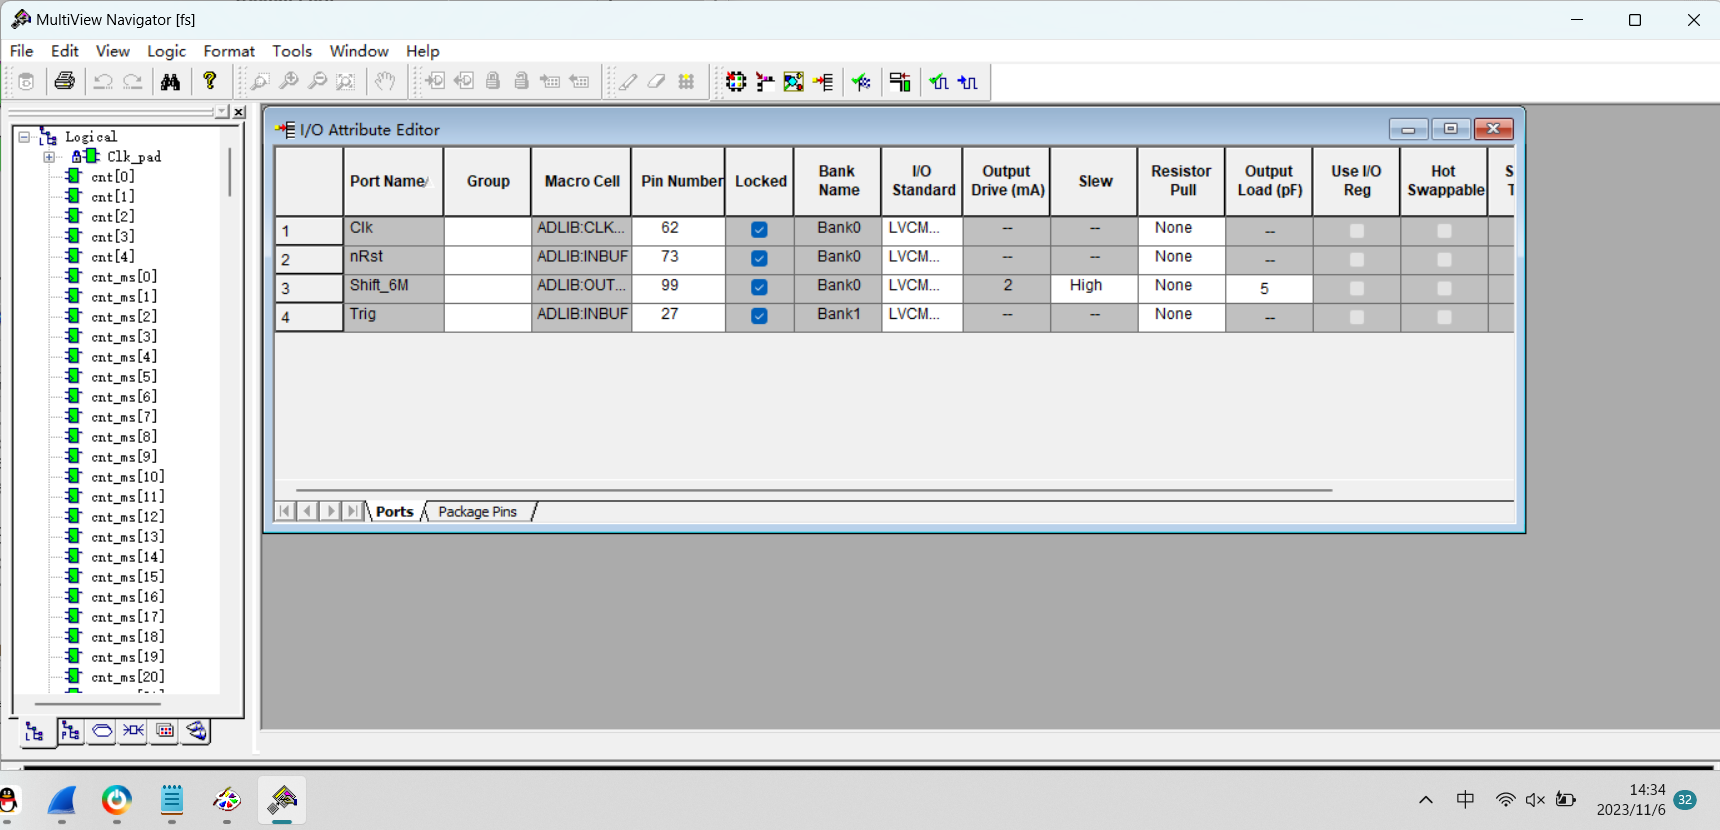 MultiView Navigator [fs]
File Edit View Logic Format Tools Window Help
Logical
Clk_pad
cnt[0]
cnt[1]
cnt[2]
cnt[3]
cnt[4]
cnt_ms[0]
cnt_ms[1]
cnt_ms[2]
cnt_ms[3]
cnt_ms[4]
cnt_ms[5]
cnt_ms[6]
cnt_ms[7]
cnt_ms[8]
cnt_ms[9]
cnt_ms[10]
cnt_ms[11]
cnt_ms[12]
cnt_ms[13]
cnt_ms[14]
cnt_ms[15]
cnt_ms[16]
cnt_ms[17]
cnt_ms[18]
cnt_ms[19]
cnt_ms[20]
I/O Attribute Editor
Port Name Group Macro Cell Pin Number Locked Bank Name I/O Standard Output Drive (mA) Slew Resistor Pull Output Load (pF) Use I/O Reg Hot Swappable
1 Clk ADLIB:CLK... 62 Bank0 LVCM... -- -- None --
2 nRst ADLIB:INBUF 73 Bank0 LVCM... -- -- None --
3 Shift_6M ADLIB:OUT... 99 Bank0 LVCM... 2 High None 5
4 Trig ADLIB:INBUF 27 Bank1 LVCM... -- -- None --
Ports Package Pins
中
14:34
2023/11/6
32